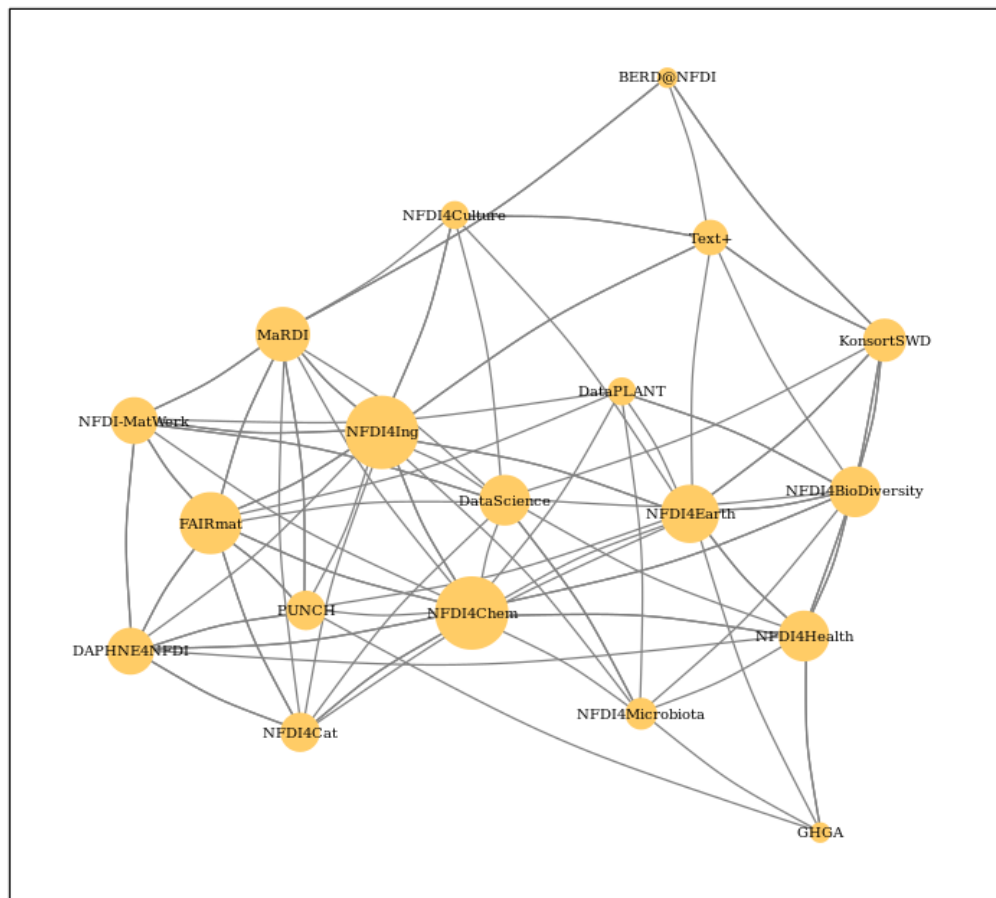 BERD@NFDI
NFDI4Culture
Text+
MaRDI
KonsortSWD
DataPLANT
NFDI-MatWerk
NFDI4Ing
NFDI4BioDiversity
DataScience
NFDI4Earth
FAIRmat
PUNCH
NFDI4Chem
NFDI4Health
DAPHNE4NFDI
NFDI4Microbiota
NFDI4Cat
GHGA